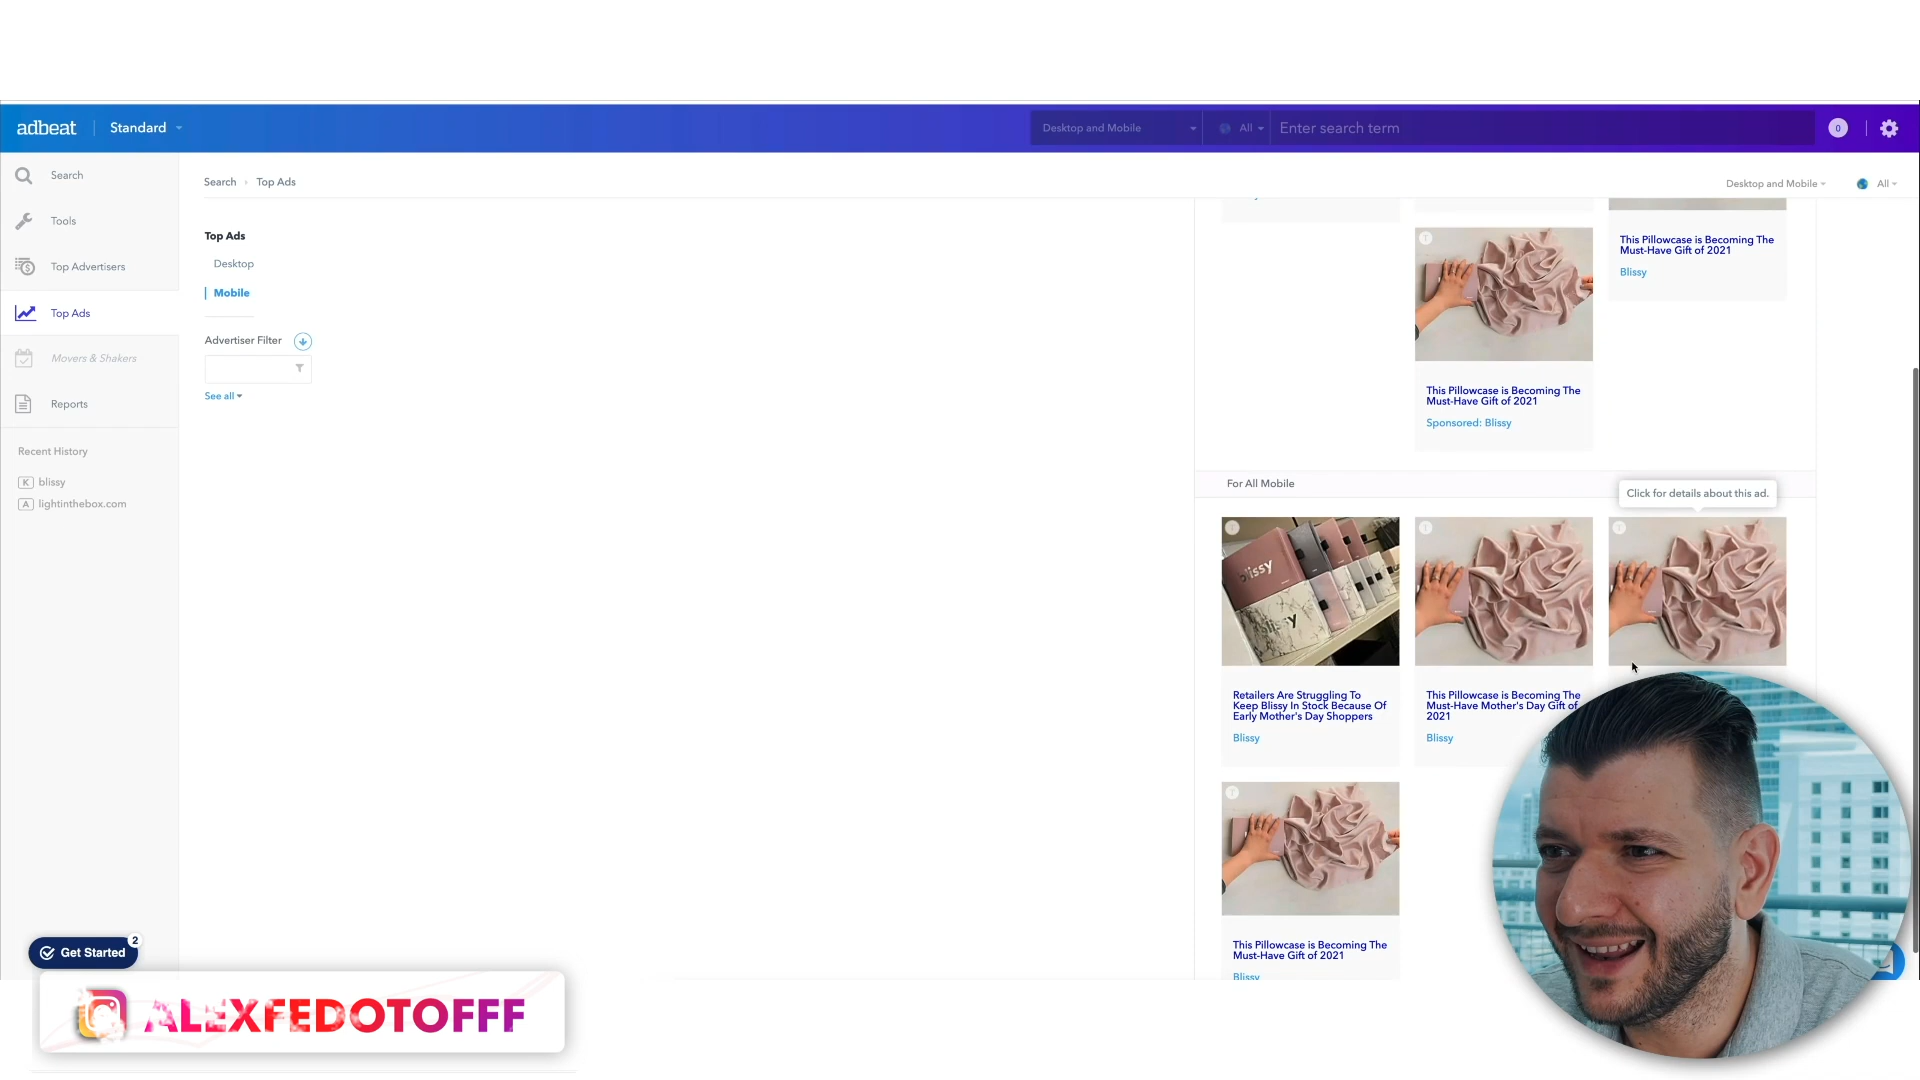 adbeat
Standard
Desktop and Mobile
All
Enter search term
0
Search
Tools
Top Advertisers
Top Ads
Movers & Shakers
Reports
Recent History
K blissy
A lightinthebox.com
Get Started
2
Search › Top Ads
Desktop and Mobile
All
Top Ads
Desktop
Mobile
Advertiser Filter
See all
This Pillowcase is Becoming The
Must-Have Gift of 2021
Blissy
This Pillowcase is Becoming The
Must-Have Gift of 2021
Sponsored: Blissy
For All Mobile
Click for details about this ad.
blissy
Retailers Are Struggling To
Keep Blissy In Stock Because Of
Early Mother's Day Shoppers
Blissy
This Pillowcase is Becoming The
Must-Have Mother's Day Gift of
2021
Blissy
This Pillowcase is Becoming The
Must-Have Gift of 2021
Blissy
ALEXFEDOTOFFF